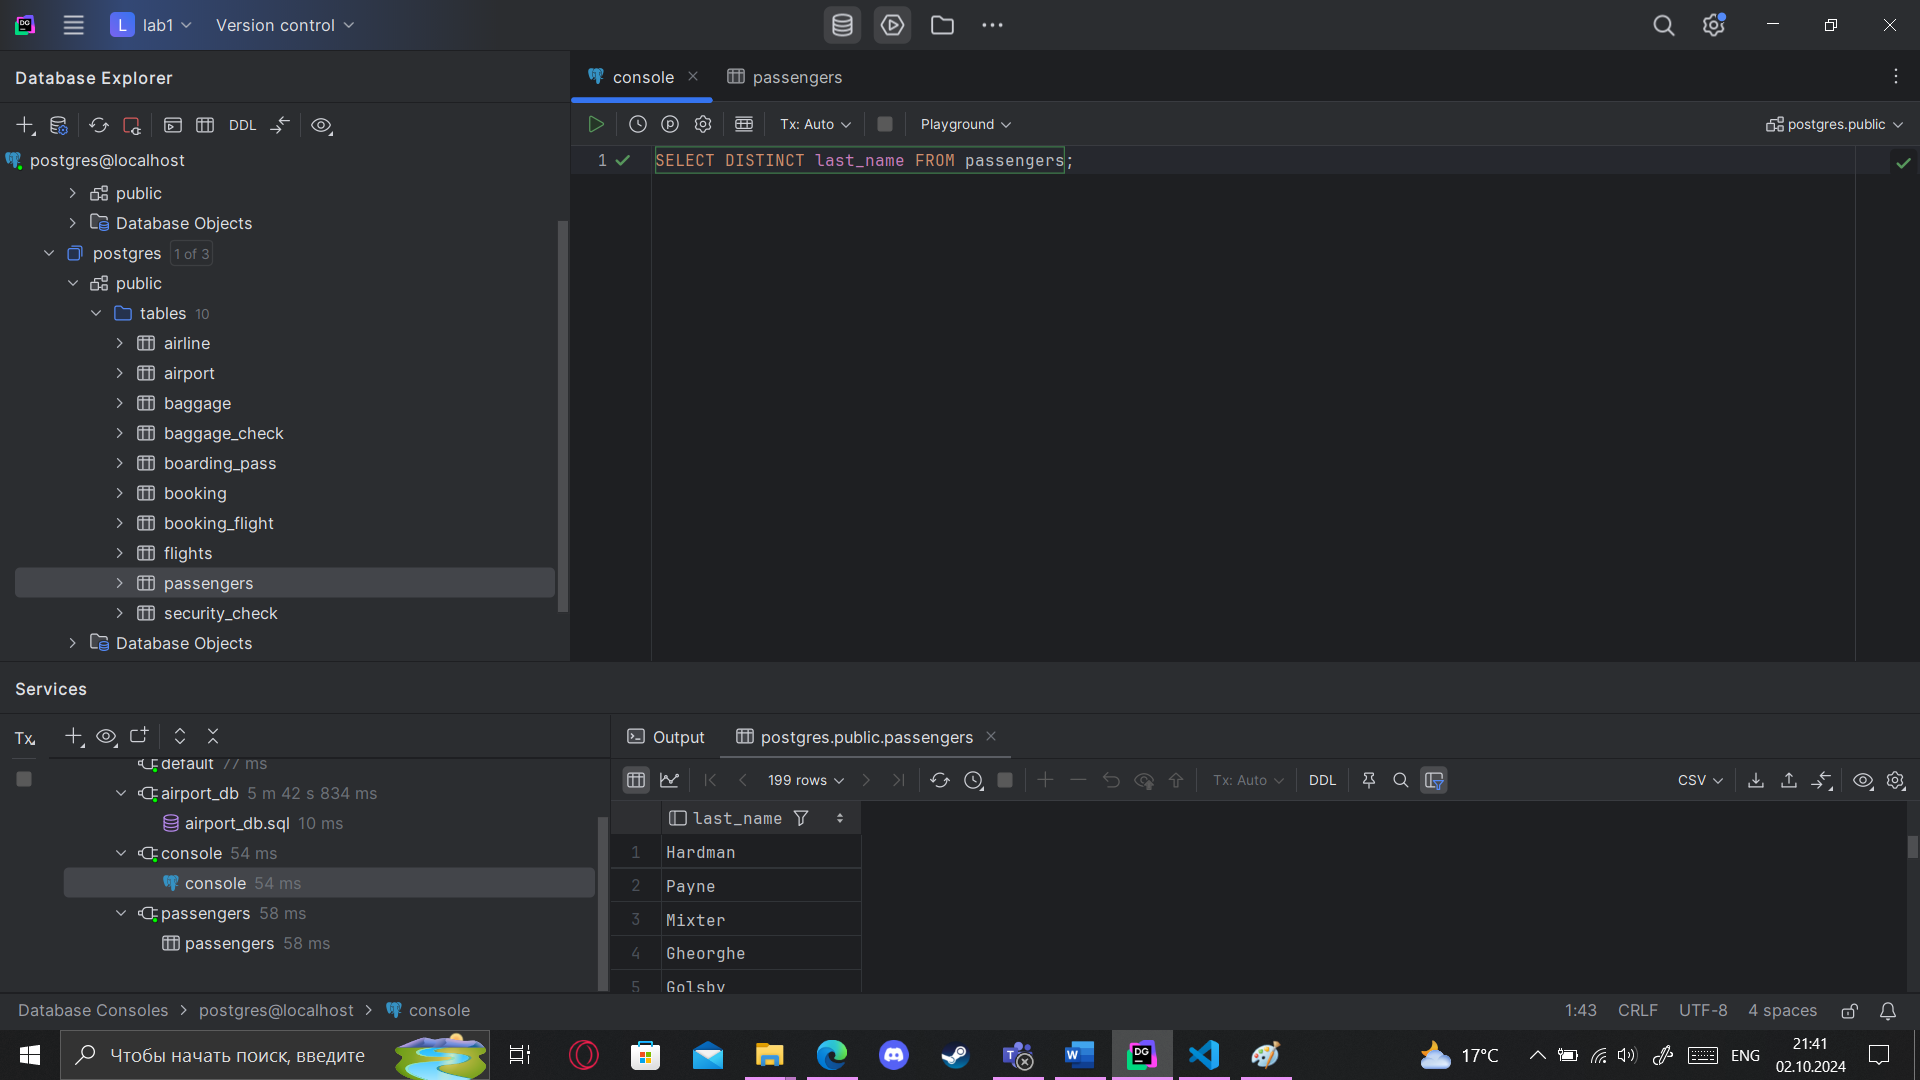 L lab1 Version control
Database Explorer
console
passengers
DDL
Tx: Auto
Playground
postgres.public
postgres@localhost
public
Database Objects
postgres 1 of 3
public
tables 10
airline
airport
baggage
baggage_check
boarding_pass
booking
booking_flight
flights
passengers
security_check
Database Objects
1 SELECT DISTINCT last_name FROM passengers;
Services
Tx
default 77 ms
airport_db 5 m 42 s 834 ms
airport_db.sql 10 ms
console 54 ms
console 54 ms
passengers 58 ms
passengers 58 ms
Output postgres.public.passengers
199 rows Tx: Auto DDL CSV
last_name
1 Hardman
2 Payne
3 Mixter
4 Gheorghe
5 Golsby
Database Consoles > postgres@localhost > console
1:43 CRLF UTF-8 4 spaces
Чтобы начать поиск, введите
17°C ENG
21:41
02.10.2024